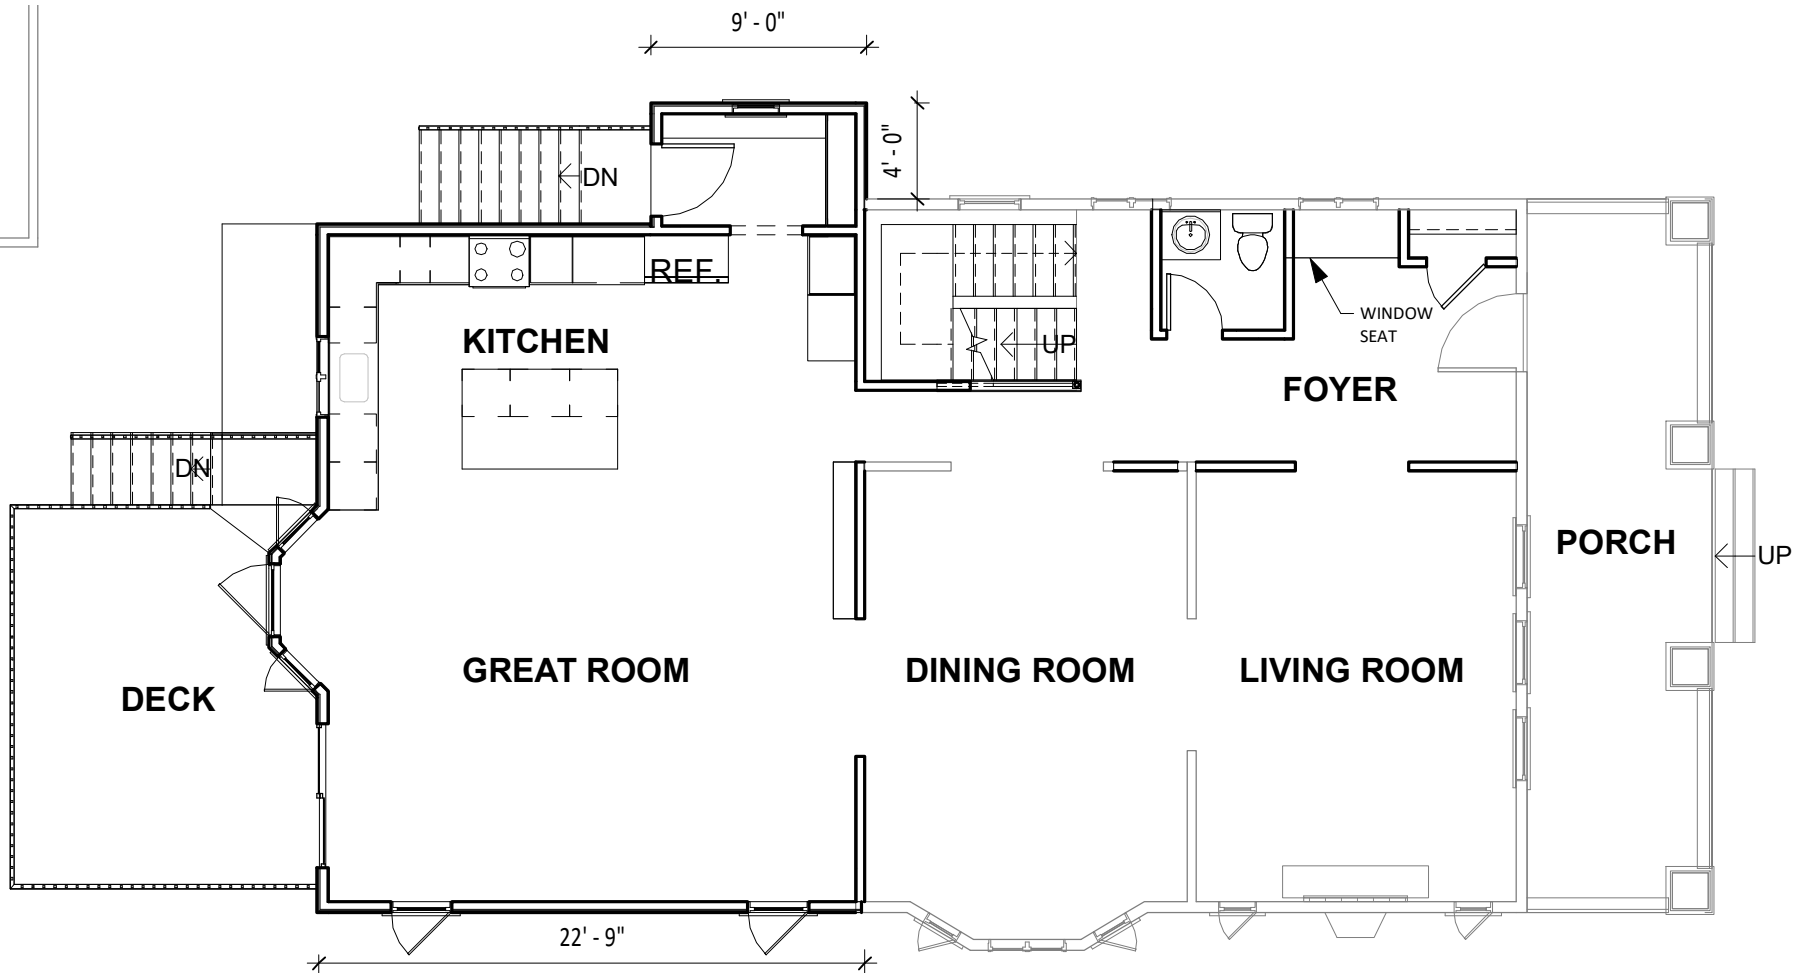 9' - 0"
4' - 0"
DN
REF.
KITCHEN
WINDOW
SEAT
UP
FOYER
DN
PORCH
UP
GREAT ROOM
DINING ROOM
LIVING ROOM
DECK
22' - 9"